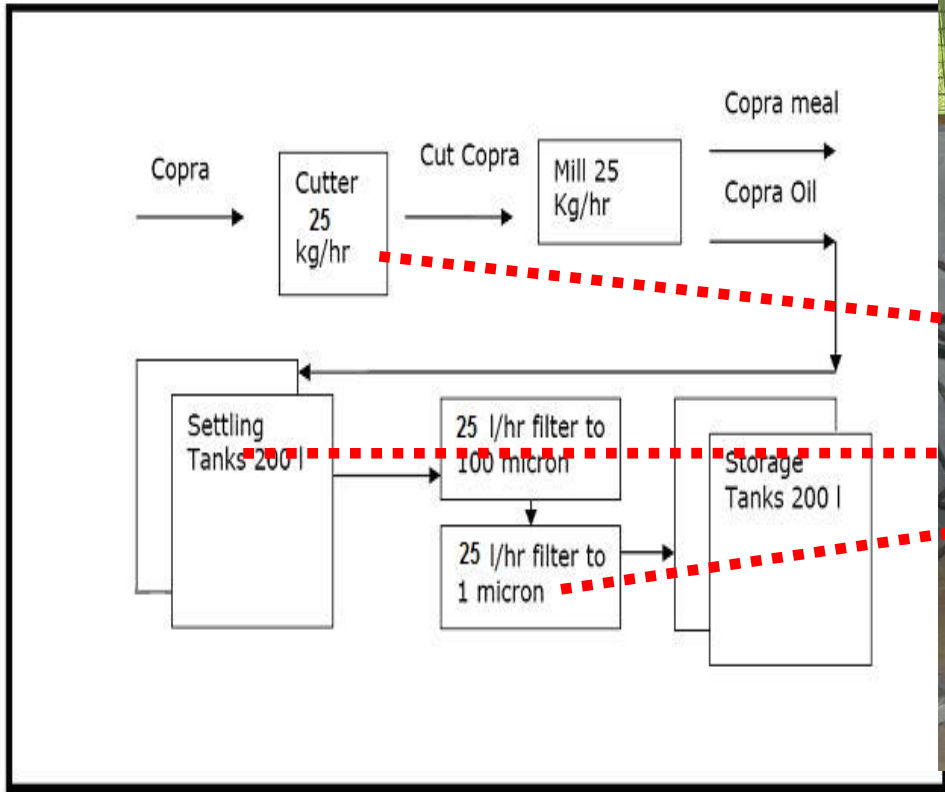 Copra meal
Copra
Cut Copra
Cutter
25
kg/hr
Mill 25
Kg/hr
Copra Oil
Settling
Tanks 200 l
25 l/hr filter to
100 micron
25 l/hr filter to
1 micron
Storage
Tanks 200 l